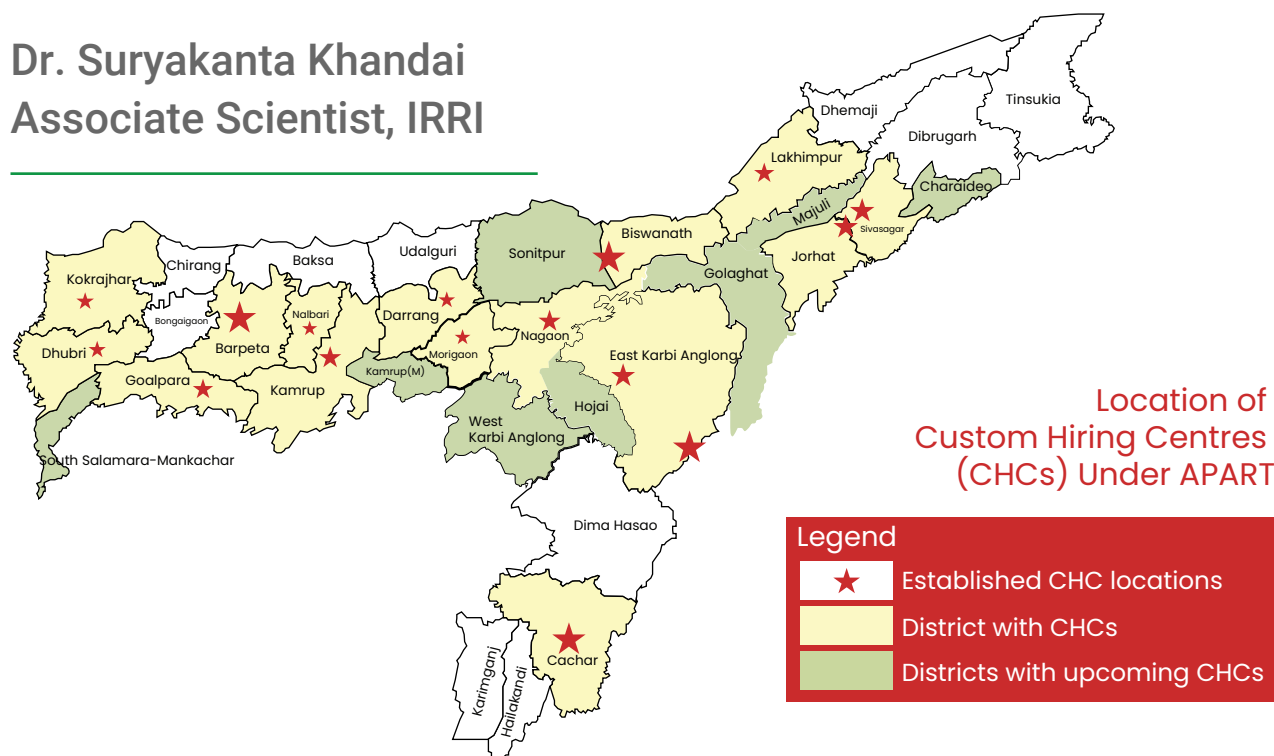 Dr. Suryakanta Khandai
Associate Scientist, IRRI
Tinsukia
Dhemaji
Dibrugarh
Lakhimpur
Charaideo
Majuli
Sivasagar
Biswanath
Sonitpur
Udalguri
Baksa
Chirang
Jorhat
Golaghat
Kokrajhar
Nalbari
Darrang
Bongaigaon
Barpeta
Nagaon
Dhubri
Morigaon
East Karbi Anglong
Kamrup(M)
Goalpara
Kamrup
Hojai
West
Karbi Anglong
South Salamara-Mankachar
Location of
Custom Hiring Centres
(CHCs) Under APART
Dima Hasao
Cachar
Karimganj
Hailakandi
Legend
Established CHC locations
District with CHCs
Districts with upcoming CHCs